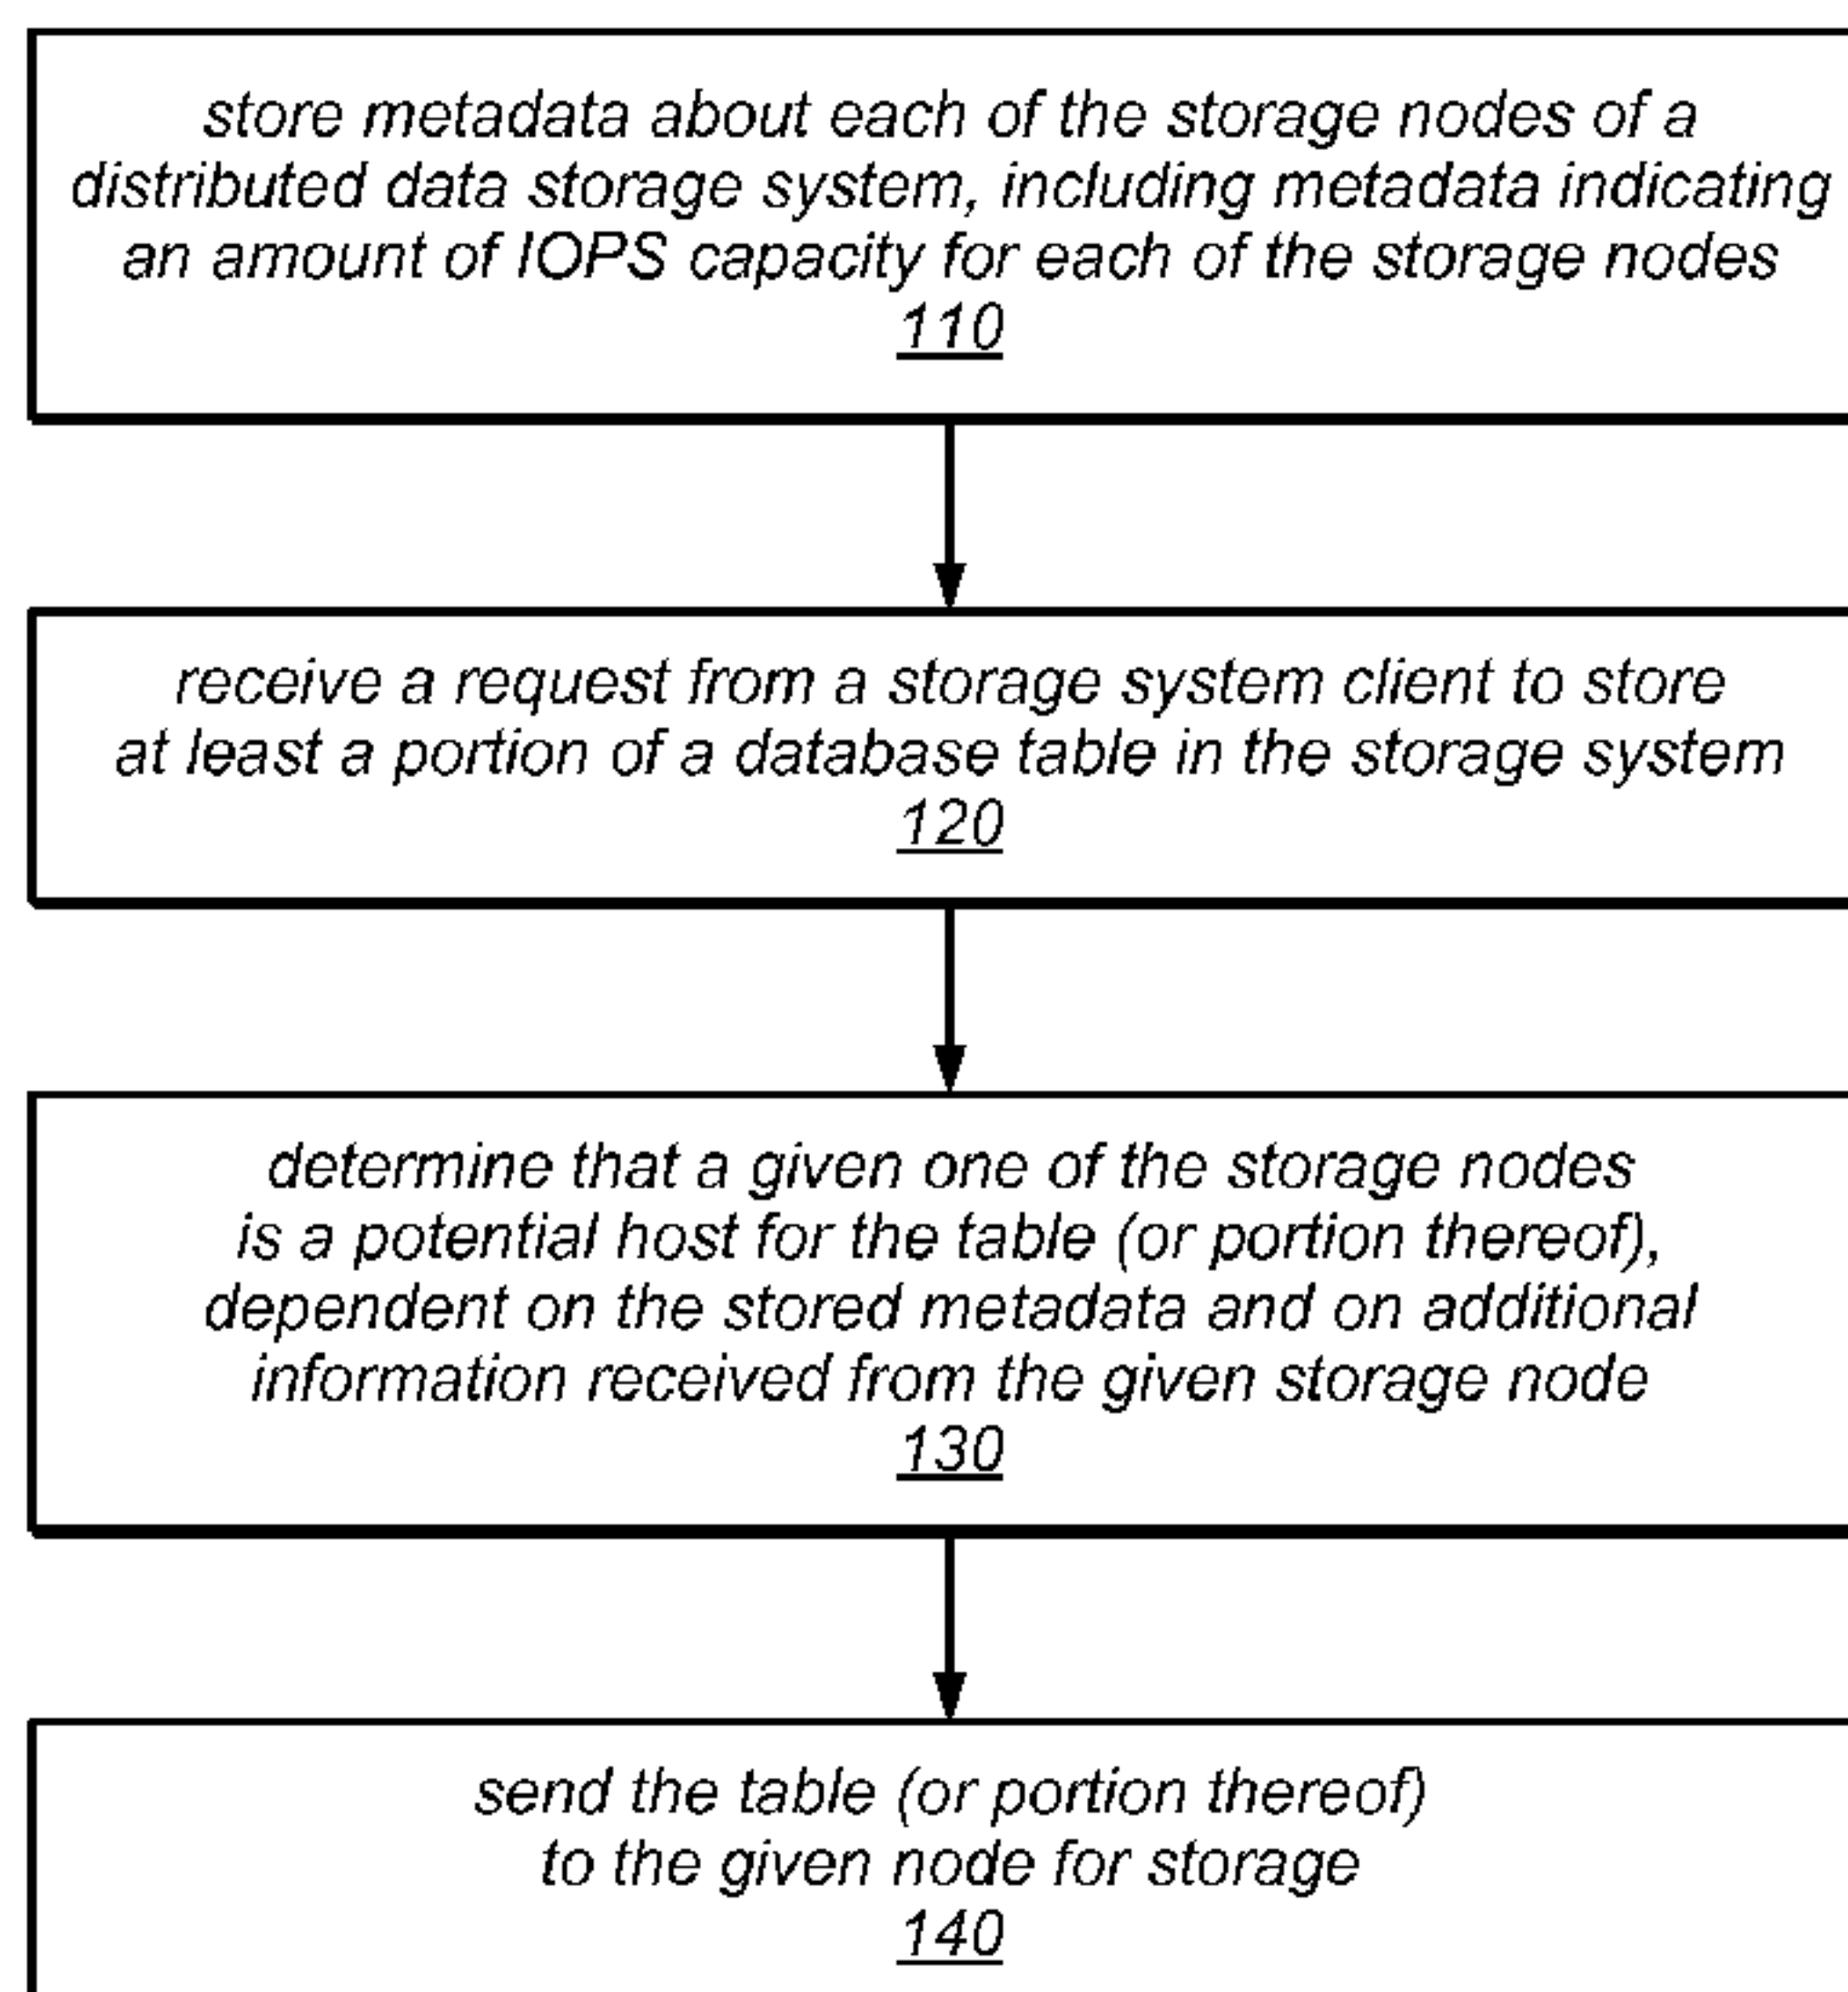 store metadata about each of the storage nodes of a
distributed data storage system, including metadata indicating
an amount of IOPS capacity for each of the storage nodes
110
receive a request from a storage system client to store
at least a portion of a database table in the storage system
120
determine that a given one of the storage nodes
is a potential host for the table (or portion thereof),
dependent on the stored metadata and on additional
information received from the given storage node
130
send the table (or portion thereof)
to the given node for storage
140